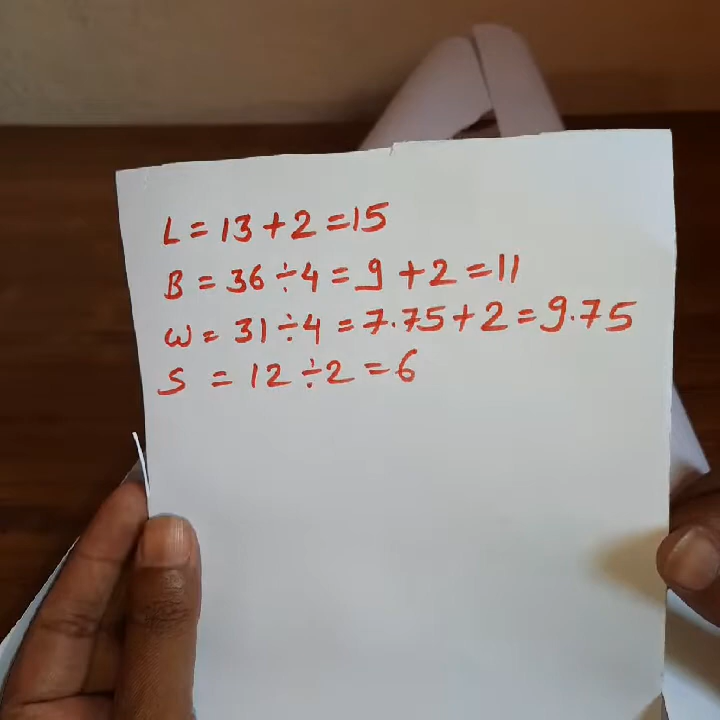 L = 13 + 2 = 15
B = 36 ÷ 4 = 9 + 2 = 11
W = 31 ÷ 4 = 7.75 + 2 = 9.75
S = 12 ÷ 2 = 6